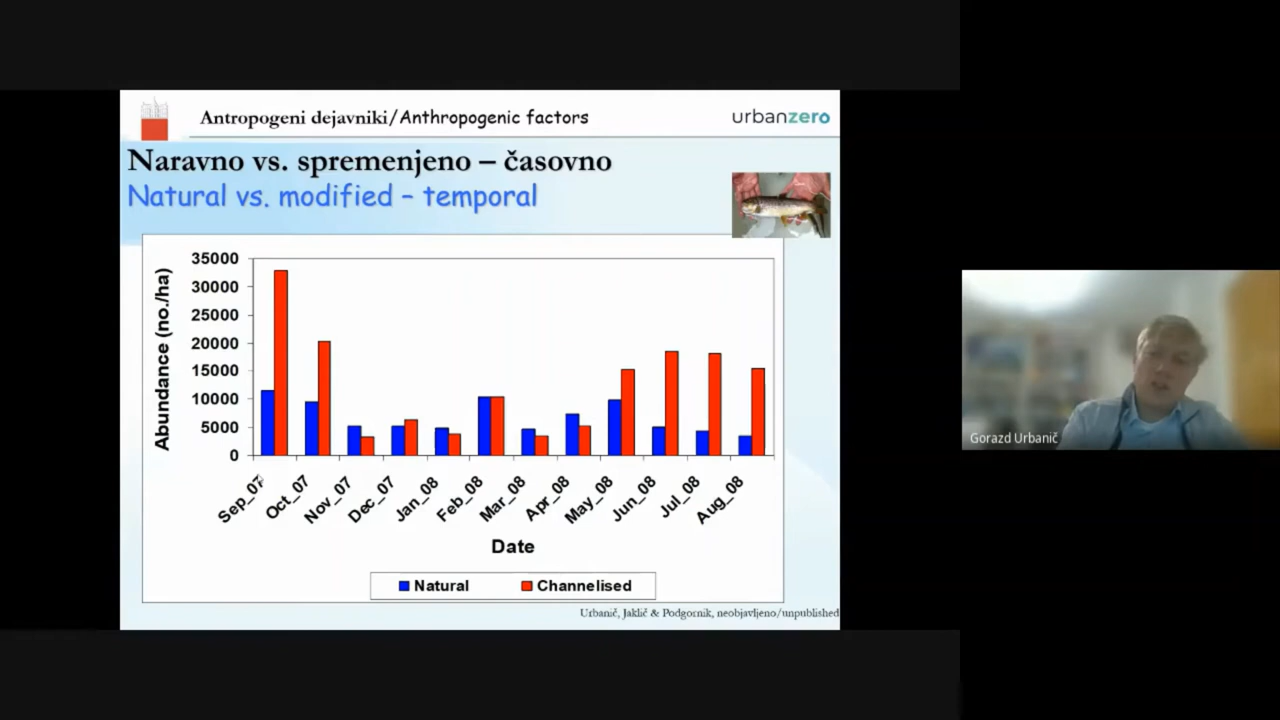 Antropogeni dejavniki/Anthropogenic factors
urbanzero
Naravno vs. spremenjeno – časovno
Natural vs. modified – temporal
Abundance (no./ha)
35000
30000
25000
20000
15000
10000
5000
0
Sep_07 Oct_07 Nov_07 Dec_07 Jan_08 Feb_08 Mar_08 Apr_08 May_08 Jun_08 Jul_08 Aug_08
Date
Natural Channelised
Urbanič, Jaklič & Podgornik, neobjavljeno/unpublished
Gorazd Urbanič